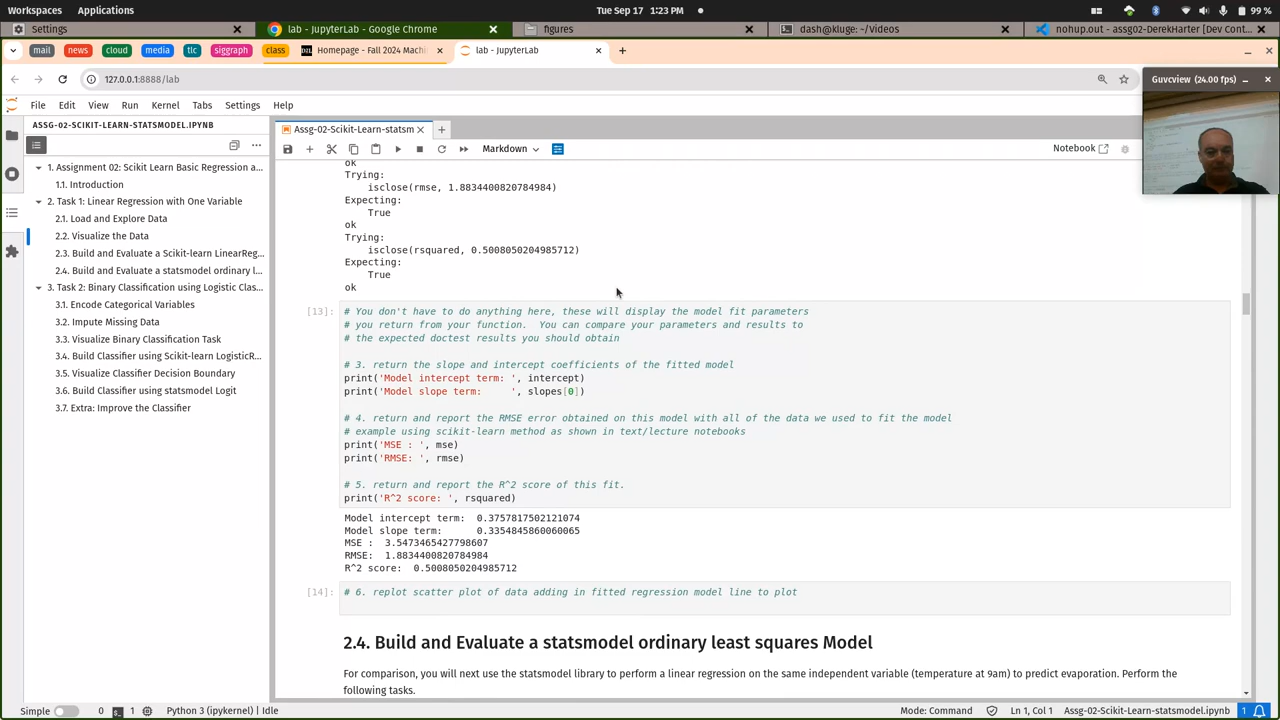 Workspaces
Applications
Tue Sep 17 1:23 PM
99 %
Settings
lab - JupyterLab - Google Chrome
figures
dash@kluge: ~/Videos
nohup.out - assg02-DerekHarter [Dev Cont...
mail
news
cloud
media
tlc
siggraph
class
Homepage - Fall 2024 Machi
lab - JupyterLab
127.0.0.1:8888/lab
Guvcview (24.00 fps)
File
Edit
View
Run
Kernel
Tabs
Settings
Help
ASSG-02-SCIKIT-LEARN-STATSMODEL.IPYNB
Assg-02-Scikit-Learn-statsm
Markdown
Notebook
1. Assignment 02: Scikit Learn Basic Regression a...
1.1. Introduction
2. Task 1: Linear Regression with One Variable
2.1. Load and Explore Data
2.2. Visualize the Data
2.3. Build and Evaluate a Scikit-learn LinearReg...
2.4. Build and Evaluate a statsmodel ordinary l...
3. Task 2: Binary Classification using Logistic Clas...
3.1. Encode Categorical Variables
3.2. Impute Missing Data
3.3. Visualize Binary Classification Task
3.4. Build Classifier using Scikit-learn LogisticR...
3.5. Visualize Classifier Decision Boundary
3.6. Build Classifier using statsmodel Logit
3.7. Extra: Improve the Classifier
ok
Trying:
isclose(rmse, 1.8834400820784984)
Expecting:
True
ok
Trying:
isclose(rsquared, 0.5008050204985712)
Expecting:
True
ok
[13]:
# You don't have to do anything here, these will display the model fit parameters
# you return from your function. You can compare your parameters and results to
# the expected doctest results you should obtain
# 3. return the slope and intercept coefficients of the fitted model
print('Model intercept term: ', intercept)
print('Model slope term:     ', slopes[0])
# 4. return and report the RMSE error obtained on this model with all of the data we used to fit the model
# example using scikit-learn method as shown in text/lecture notebooks
print('MSE : ', mse)
print('RMSE: ', rmse)
# 5. return and report the R^2 score of this fit.
print('R^2 score: ', rsquared)
Model intercept term:  0.3757817502121074
Model slope term:      0.3354845860060065
MSE :  3.5473465427798607
RMSE:  1.8834400820784984
R^2 score:  0.5008050204985712
[14]:
# 6. replot scatter plot of data adding in fitted regression model line to plot
2.4. Build and Evaluate a statsmodel ordinary least squares Model
For comparison, you will next use the statsmodel library to perform a linear regression on the same independent variable (temperature at 9am) to predict evaporation. Perform the
following tasks.
Simple
0
1
Python 3 (ipykernel) | Idle
Mode: Command
Ln 1, Col 1
Assg-02-Scikit-Learn-statsmodel.ipynb
1